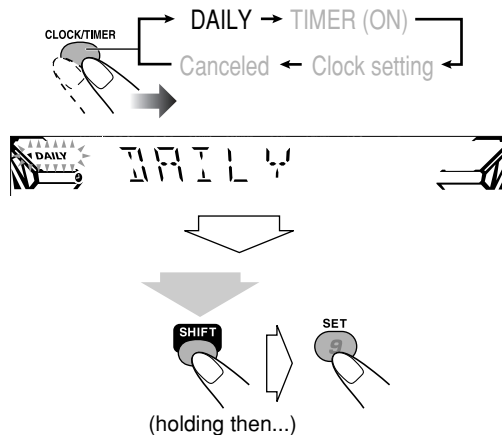 CLOCK/TIMER
DAILY → TIMER (ON)
Canceled ← Clock setting
DAILY
DAILY
SHIFT
SET
9
(holding then...)